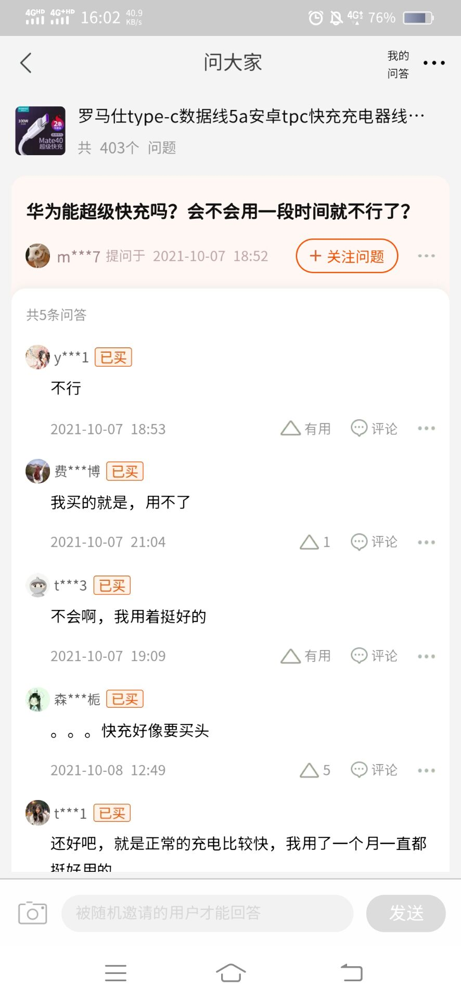 4GHD 4G+HD 16:02 40.9 KB/s 4G 2 76%
问大家
我的
问答
罗马仕type-c数据线5a安卓tpc快充充电器线…
共 403个 问题
100W
2条
Mate40
超级快充
华为能超级快充吗？会不会用一段时间就不行了？
m***7 提问于 2021-10-07 18:52 + 关注问题
共5条问答
y***1 已买
不行
2021-10-07 18:53 有用 评论
费***博 已买
我买的就是，用不了
2021-10-07 21:04 1 评论
t***3 已买
不会啊，我用着挺好的
2021-10-07 19:09 有用 评论
森***栀 已买
。。。快充好像要买头
2021-10-08 12:49 5 评论
t***1 已买
还好吧，就是正常的充电比较快，我用了一个月一直都
挺好用的
被随机邀请的用户才能回答 发送